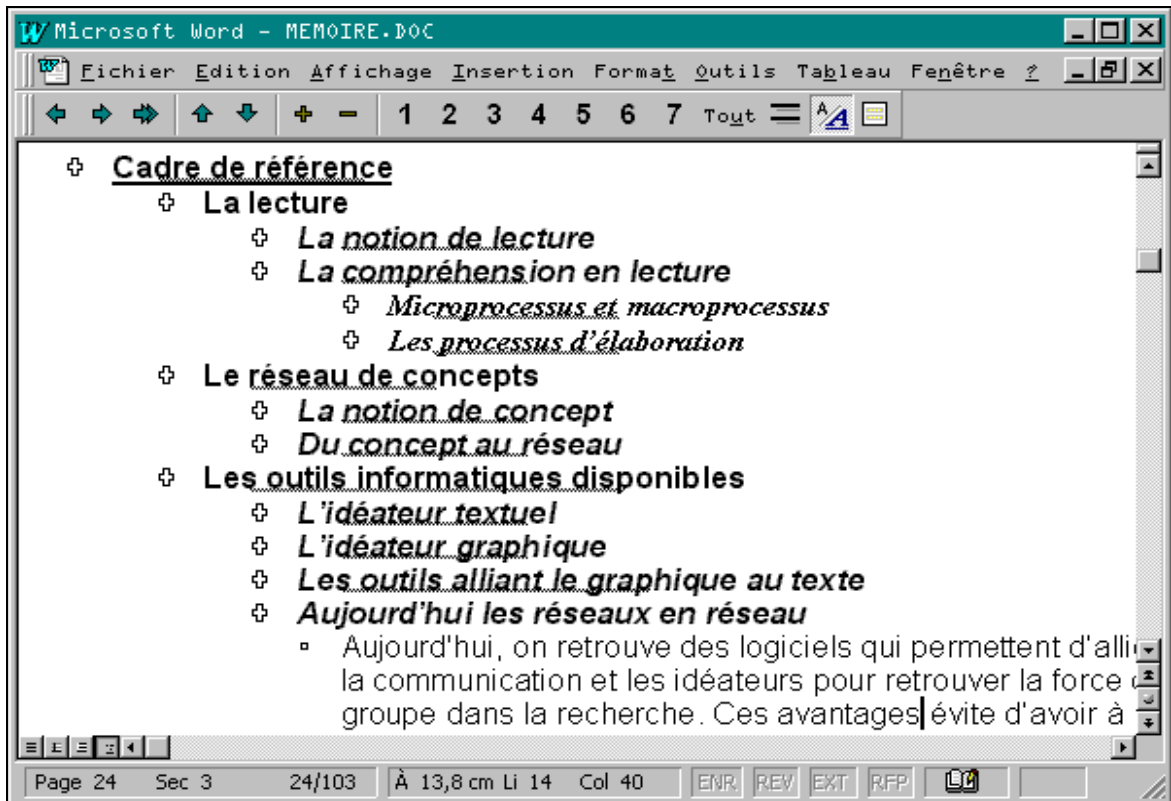 Microsoft Word - MEMOIRE.DOC
Fichier Edition Affichage Insertion Format Outils Tableau Fenêtre ?
1 2 3 4 5 6 7 Tout
Cadre de référence
La lecture
La notion de lecture
La compréhension en lecture
Microprocessus et macroprocessus
Les processus d'élaboration
Le réseau de concepts
La notion de concept
Du concept au réseau
Les outils informatiques disponibles
L'idéateur textuel
L'idéateur graphique
Les outils alliant le graphique au texte
Aujourd'hui les réseaux en réseau
Aujourd'hui, on retrouve des logiciels qui permettent d'allie
la communication et les idéateurs pour retrouver la force
groupe dans la recherche. Ces avantages évite d'avoir à
Page 24 Sec 3 24/103 À 13,8 cm Li 14 Col 40 ENR REV EXT RFP